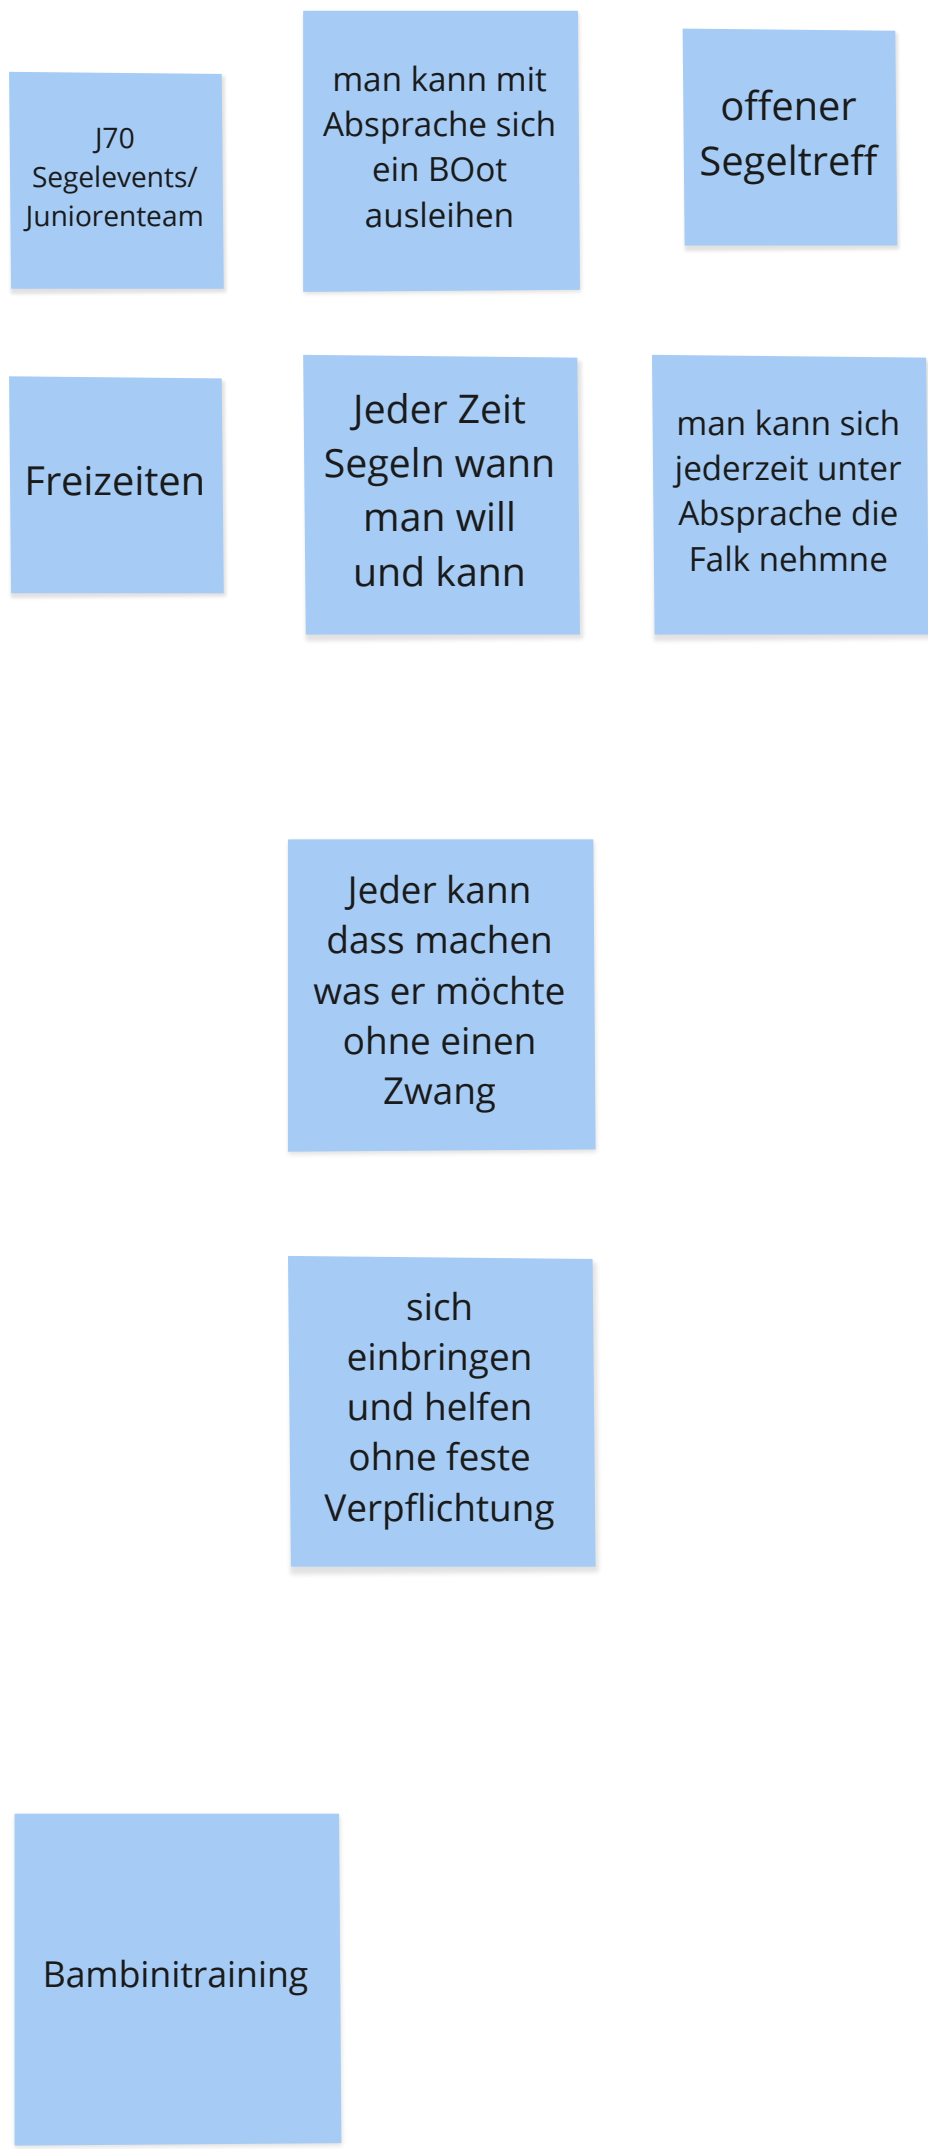 J70
Segelevents/
Juniorenteam
man kann mit
Absprache sich
ein BOot
ausleihen
offener
Segeltreff
Freizeiten
Jeder Zeit
Segeln wann
man will
und kann
man kann sich
jederzeit unter
Absprache die
Falk nehmne
Jeder kann
dass machen
was er möchte
ohne einen
Zwang
sich
einbringen
und helfen
ohne feste
Verpflichtung
Bambinitraining